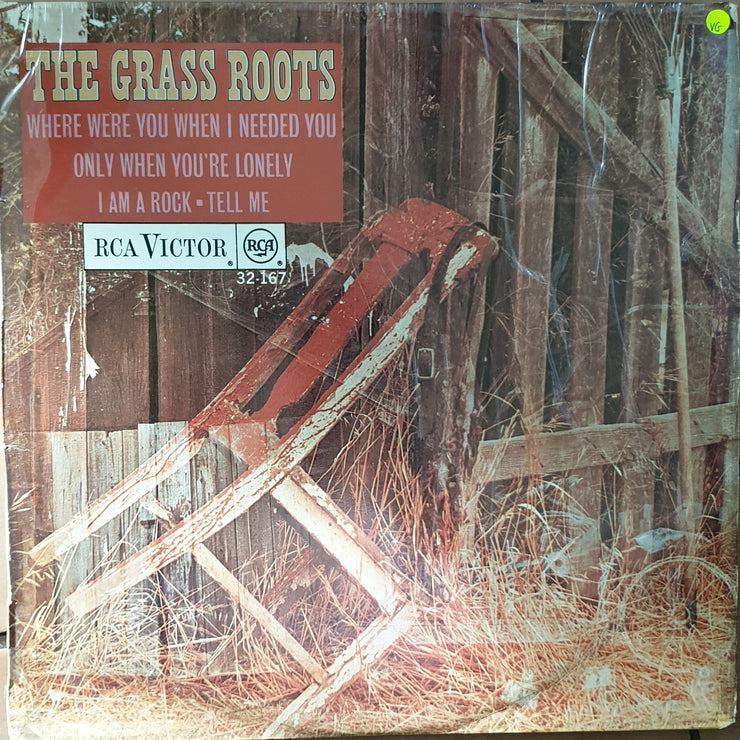 VG
THE GRASS ROOTS
WHERE WERE YOU WHEN I NEEDED YOU
ONLY WHEN YOU'RE LONELY
I AM A ROCK - TELL ME
RCA VICTOR® RCA®
32-167